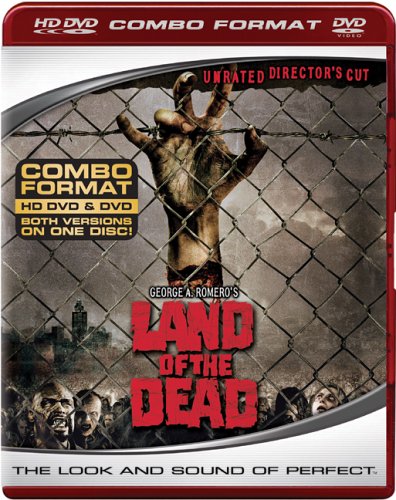 HD DVD COMBO FORMAT DVD VIDEO
UNRATED DIRECTOR'S CUT
COMBO
FORMAT
HD DVD & DVD
BOTH VERSIONS
ON ONE DISC!
GEORGE A. ROMERO'S
LAND
OF THE
DEAD
THE LOOK AND SOUND OF PERFECT™